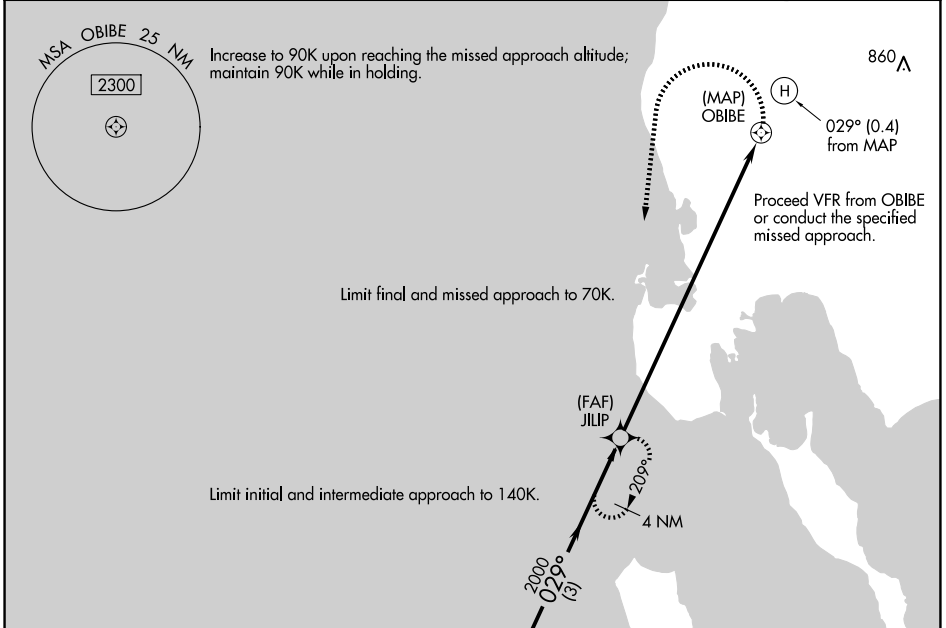 MSA OBIBE 25 NM
2300
Increase to 90K upon reaching the missed approach altitude;
maintain 90K while in holding.
860
(MAP)
OBIBE
H
029° (0.4)
from MAP
Proceed VFR from OBIBE
or conduct the specified
missed approach.
Limit final and missed approach to 70K.
(FAF)
JILIP
209°
4 NM
Limit initial and intermediate approach to 140K.
2000
029°
(3)